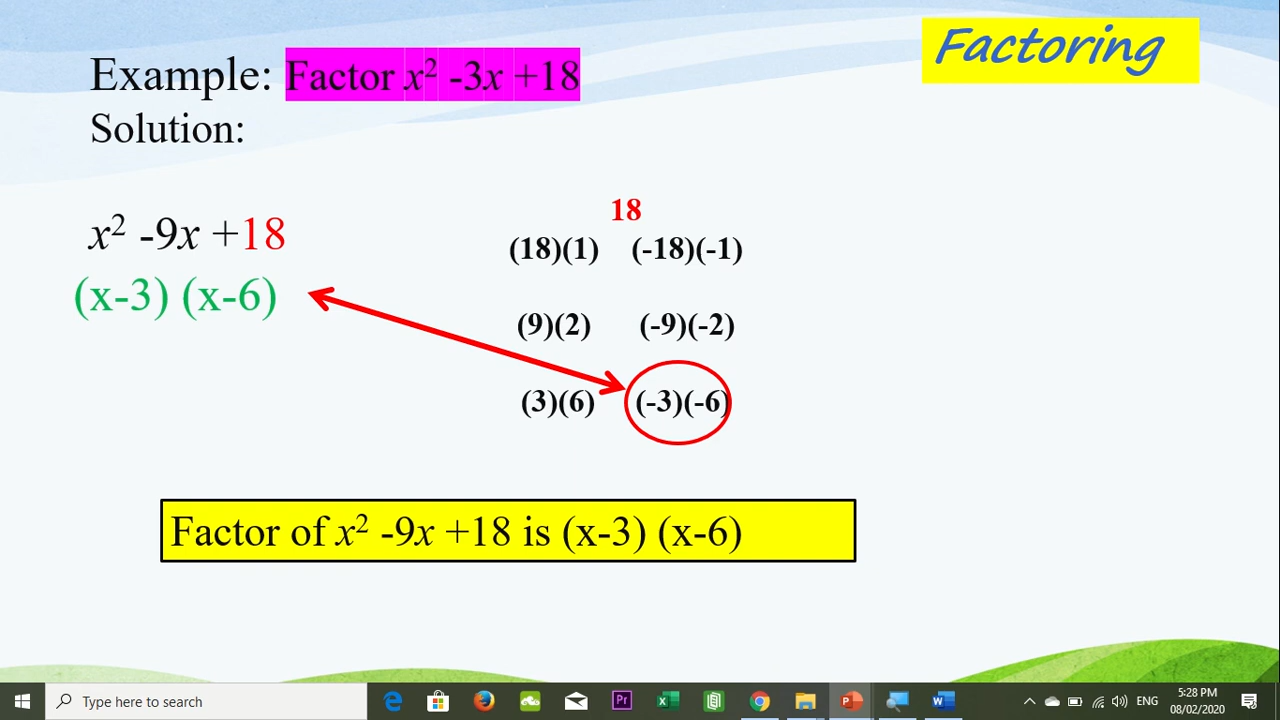 Factoring
Example: Factor x² -3x +18
Solution:
x² -9x +18
(x-3) (x-6)
18
(18)(1) (-18)(-1)
(9)(2) (-9)(-2)
(3)(6) (-3)(-6)
Factor of x² -9x +18 is (x-3) (x-6)
Type here to search
ENG
5:28 PM
08/02/2020